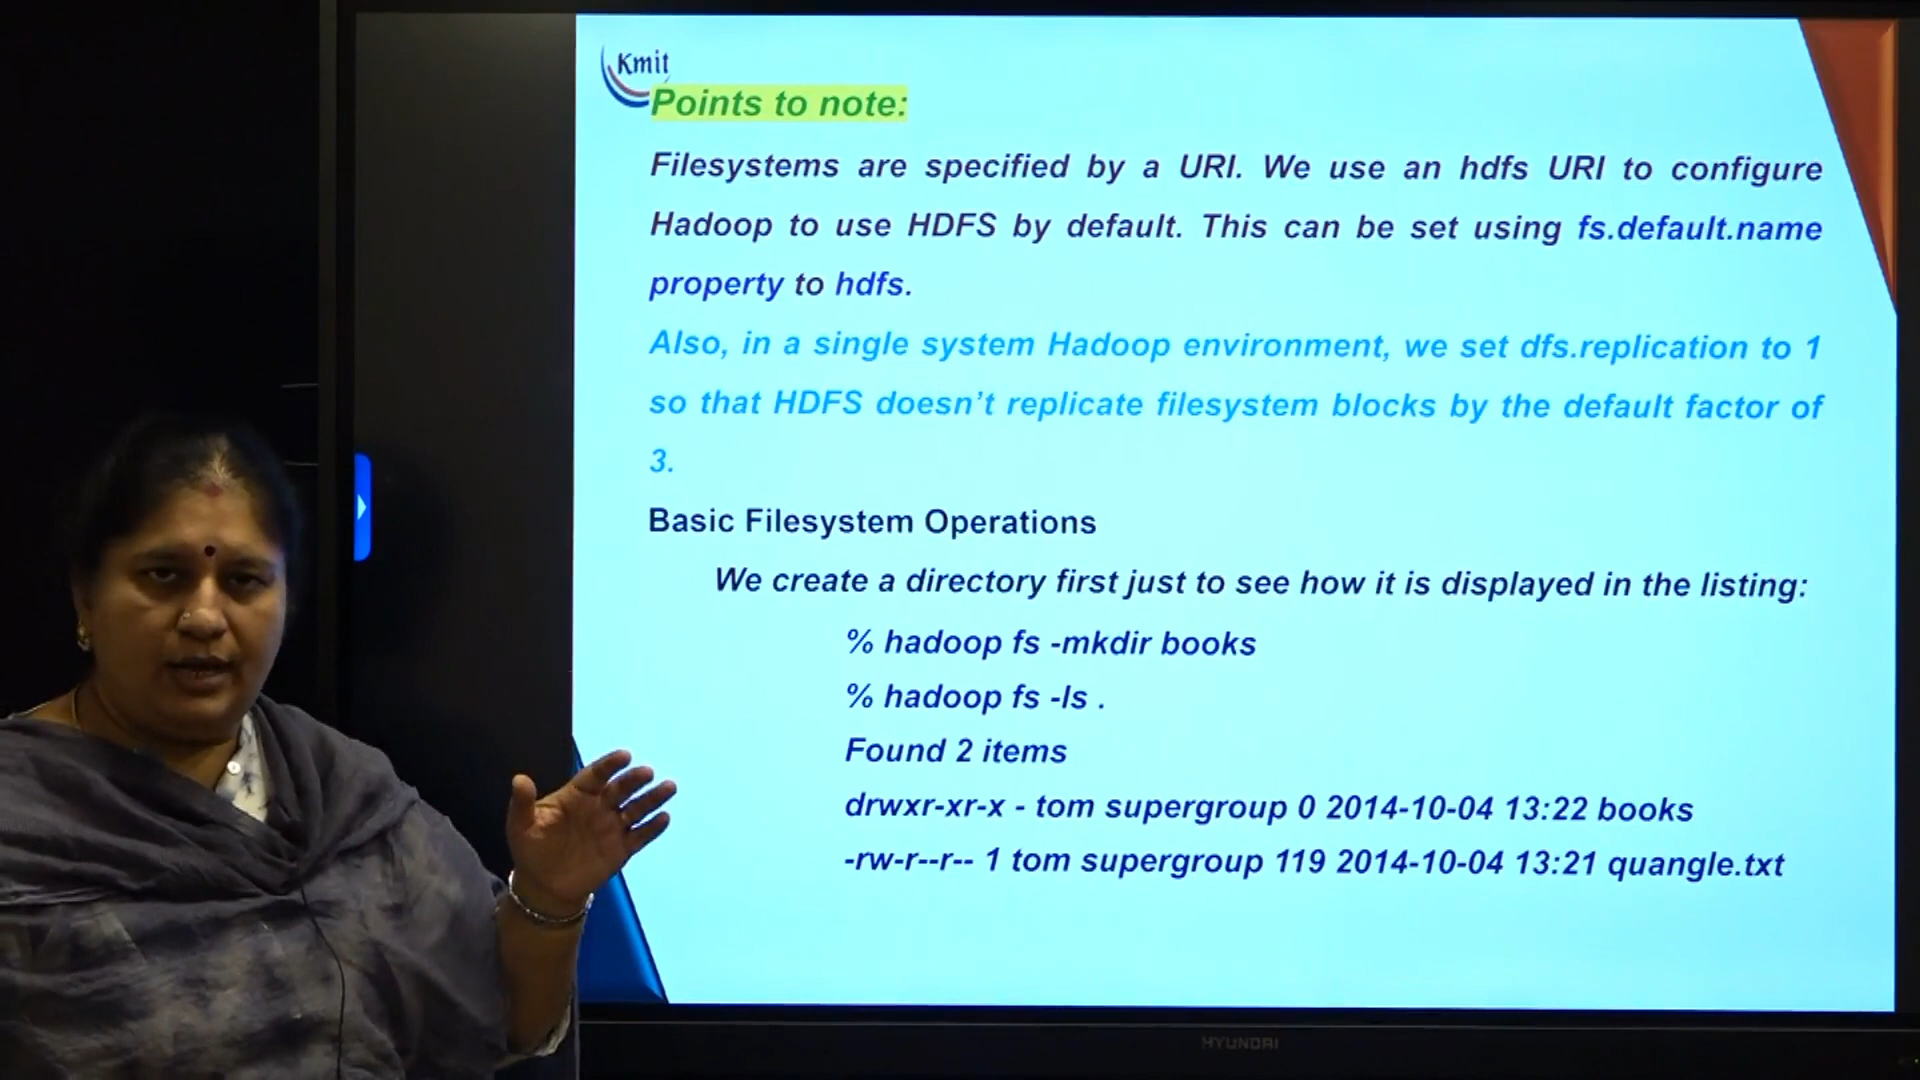 Kmit
Points to note:
Filesystems are specified by a URI. We use an hdfs URI to configure
Hadoop to use HDFS by default. This can be set using fs.default.name
property to hdfs.
Also, in a single system Hadoop environment, we set dfs.replication to 1
so that HDFS doesn't replicate filesystem blocks by the default factor of
3.
Basic Filesystem Operations
We create a directory first just to see how it is displayed in the listing:
% hadoop fs -mkdir books
% hadoop fs -ls .
Found 2 items
drwxr-xr-x - tom supergroup 0 2014-10-04 13:22 books
-rw-r--r-- 1 tom supergroup 119 2014-10-04 13:21 quangle.txt
HYUNDAI